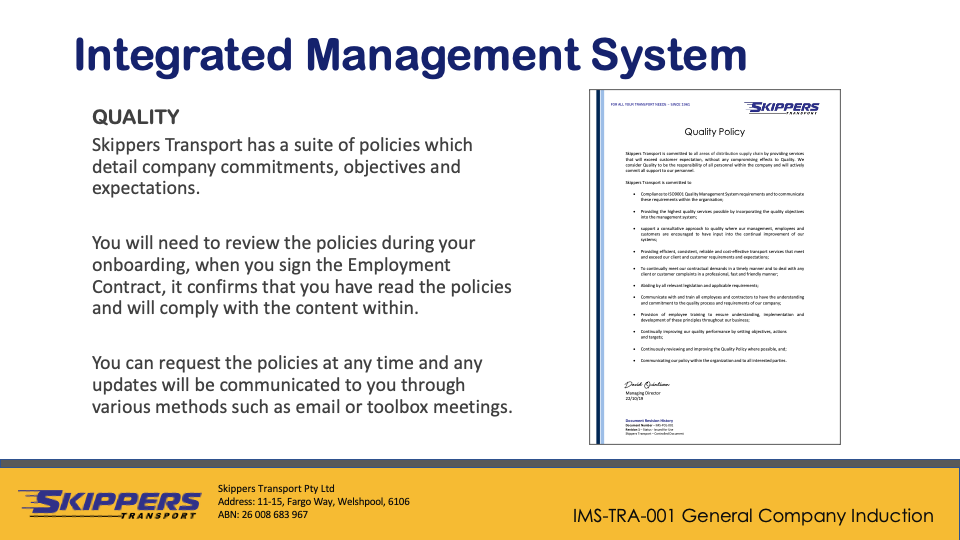 Integrated Management System
QUALITY
Skippers Transport has a suite of policies which
detail company commitments, objectives and
expectations.
You will need to review the policies during your
onboarding, when you sign the Employment
Contract, it confirms that you have read the policies
and will comply with the content within.
You can request the policies at any time and any
updates will be communicated to you through
various methods such as email or toolbox meetings.
FOR ALL YOUR TRANSPORT NEEDS - SINCE 1961
SKIPPERS
TRANSPORT
Quality Policy
Skippers Transport is committed to all areas of distribution supply chain by providing services
that will exceed customer expectation, without any compromising effects to Quality. We
consider Quality to be the responsibility of all personnel within the company and will actively
commit all support to our personnel.
Skippers Transport is committed to:
• Compliance to ISO9001 Quality Management System requirements and to communicate
these requirements within the organisation;
• Providing the highest quality services possible by incorporating the quality objectives
into the management system;
• support a consultative approach to quality where our management, employees and
customers are encouraged to have input into the continual improvement of our
systems;
• Providing efficient, consistent, reliable and cost-effective transport services that meet
and exceed our client and customer requirements and expectations;
• To continually meet our contractual demands in a timely manner and to deal with any
client or customer complaints in a professional, fast and friendly manner;
• Abiding by all relevant legislation and applicable requirements;
• Communicate with and train all employees and contractors to have the understanding
and commitment to the quality process and requirements of our company;
• Provision of employee training to ensure understanding, implementation and
development of these principles throughout our business;
• Continually improving our quality performance by setting objectives, actions
and targets;
• Continuously reviewing and improving the Quality Policy where possible, and;
• Communicating our policy within the organization and to all interested parties.
David
Managing Director
22/10/19
Document Revision History
Document Number – IMS-POL-001
Skippers Transport – Controlled Document
SKIPPERS
TRANSPORT
Skippers Transport Pty Ltd
Address: 11-15, Fargo Way, Welshpool, 6106
ABN: 26 008 683 967
IMS-TRA-001 General Company Induction